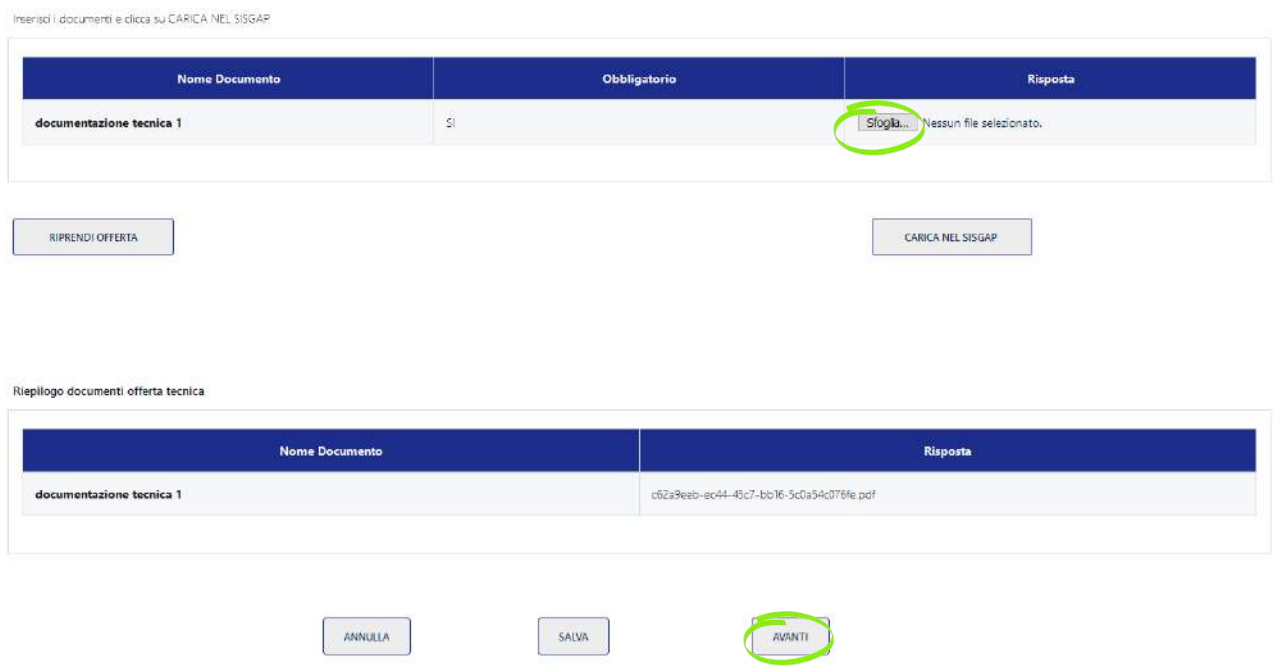 Inserisci i documenti e clicca su CARICA NEL SISGAP
Nome Documento Obbligatorio Risposta
documentazione tecnica 1 SI Sfoglia... Nessun file selezionato.
RIPRENDI OFFERTA CARICA NEL SISGAP
Riepilogo documenti offerta tecnica
Nome Documento Risposta
documentazione tecnica 1 c62a9eeb-ec44-45c7-bb16-5c0a54c076fe.pdf
ANNULLA SALVA AVANTI